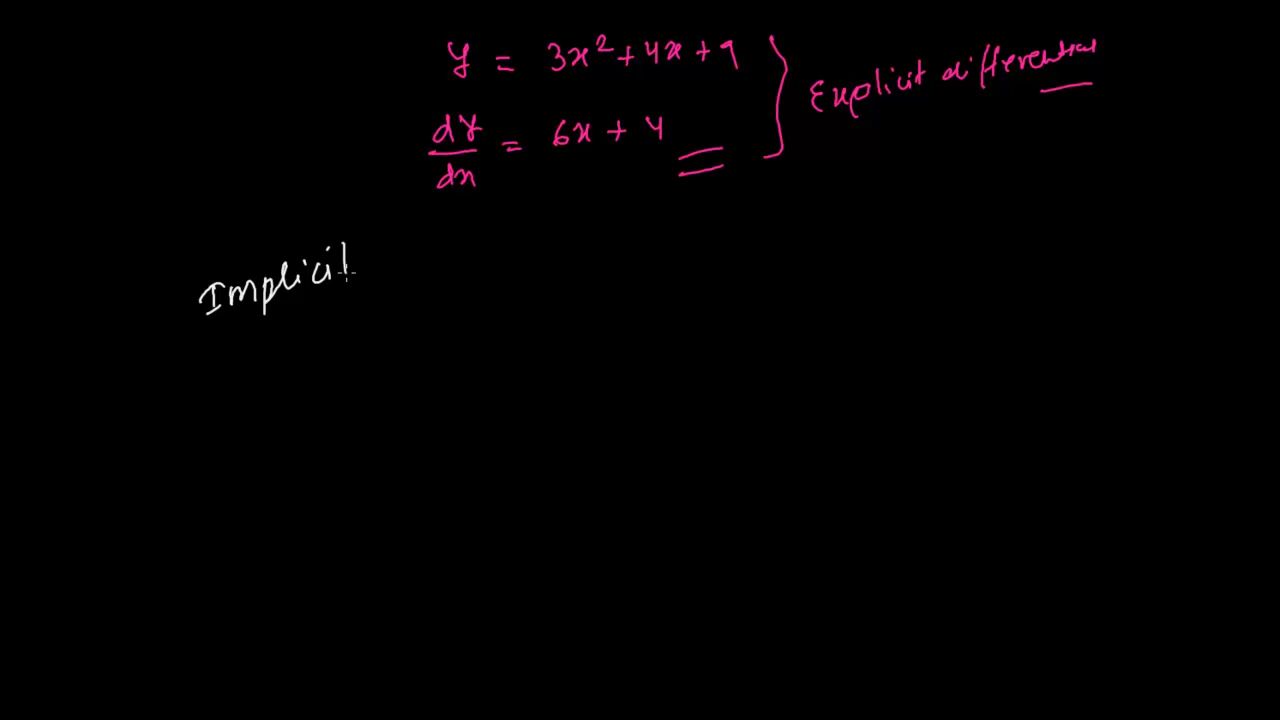 y = 3x² + 4x + 9
dy/dx = 6x + 4
Explicit differential
Implicit